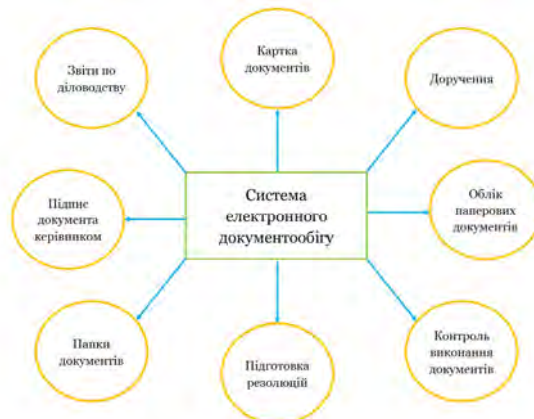 Звіти по
діловодству
Картка
документів
Доручення
Підпис
документа
керівником
Система
електронного
документообігу
Облік
паперових
документів
Папки
документів
Підготовка
резолюцій
Контроль
виконання
документів